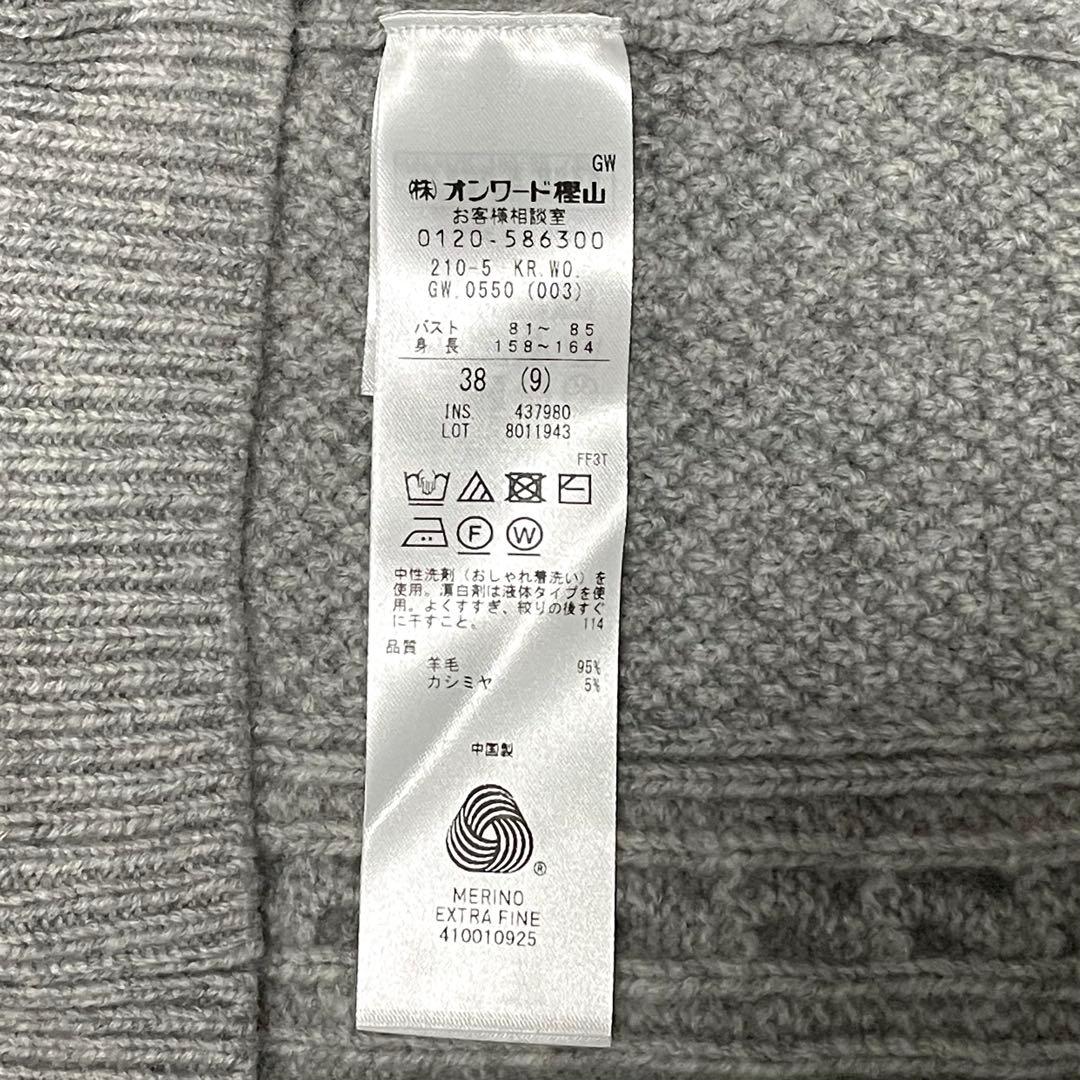 GW
(株)オンワード樫山
お客様相談室
0120-586300
210-5 KR.WO.
GW.0550 (003)
バスト 81～ 85
身 長 158～164
38 (9)
INS. 437980
LOT 8011943
FF3T
F W
中性洗剤（おしゃれ着洗い）を
使用。漂白剤は液体タイプを使
用。よくすすぎ、絞りの後すぐ
に干すこと。 114
品質
羊毛 95%
カシミヤ 5%
中国製
®
MERINO
EXTRA FINE
410010925